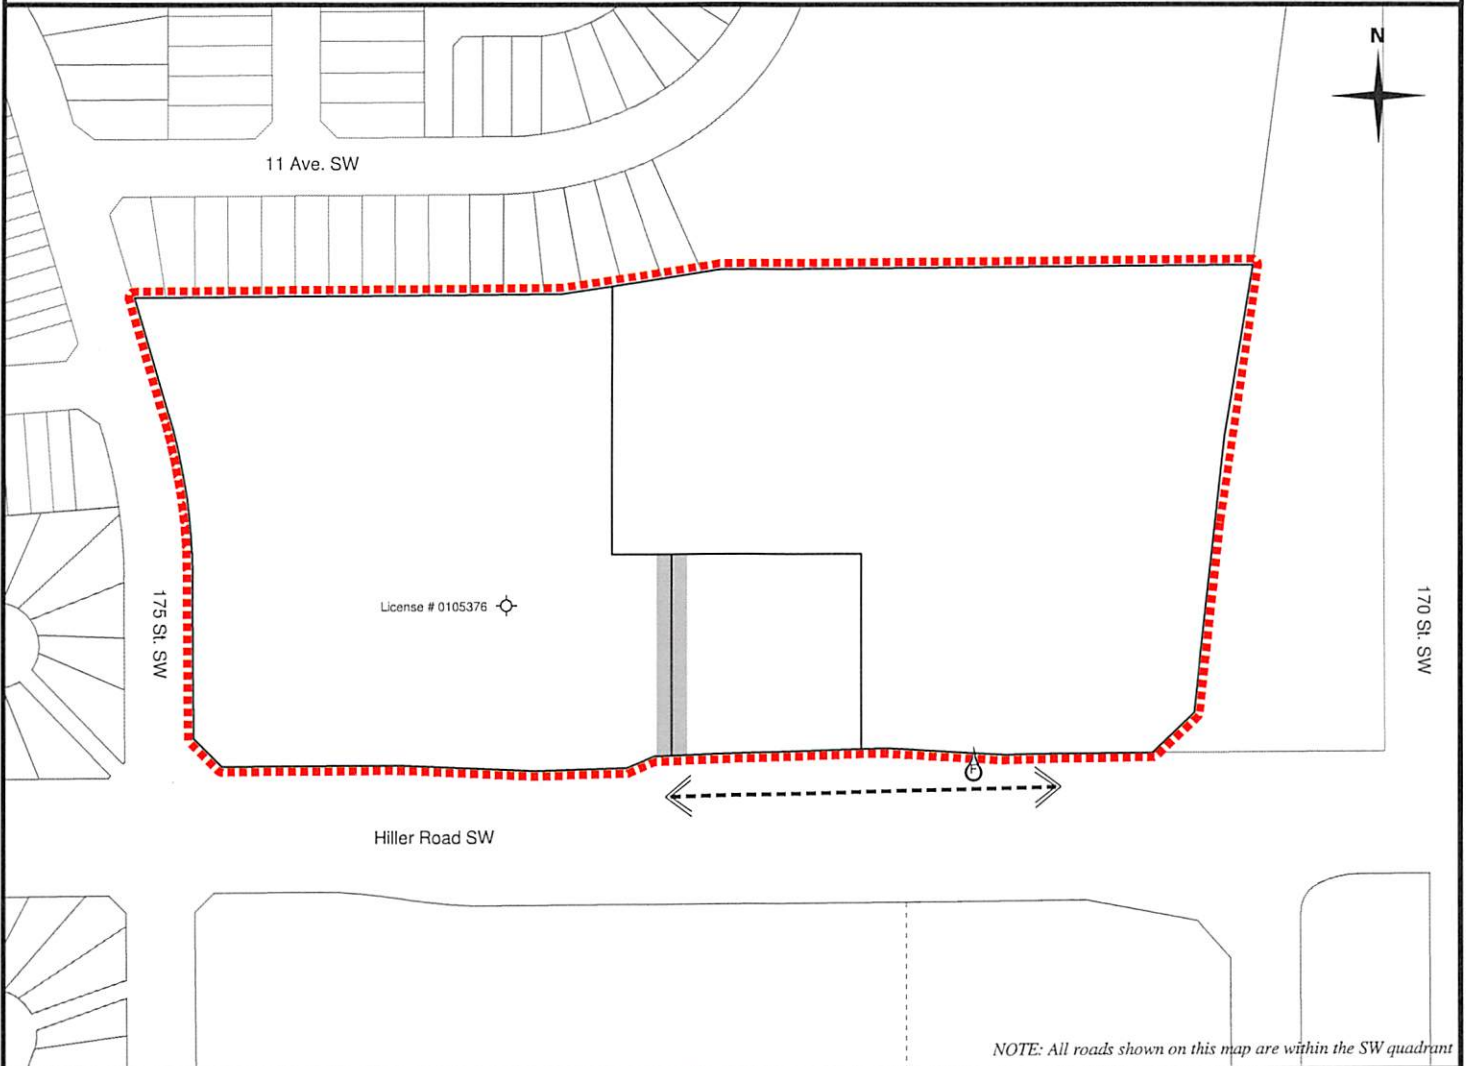 N
11 Ave. SW
License # 0105376
175 St. SW
170 St. SW
F
Hiller Road SW
NOTE: All roads shown on this map are within the SW quadrant